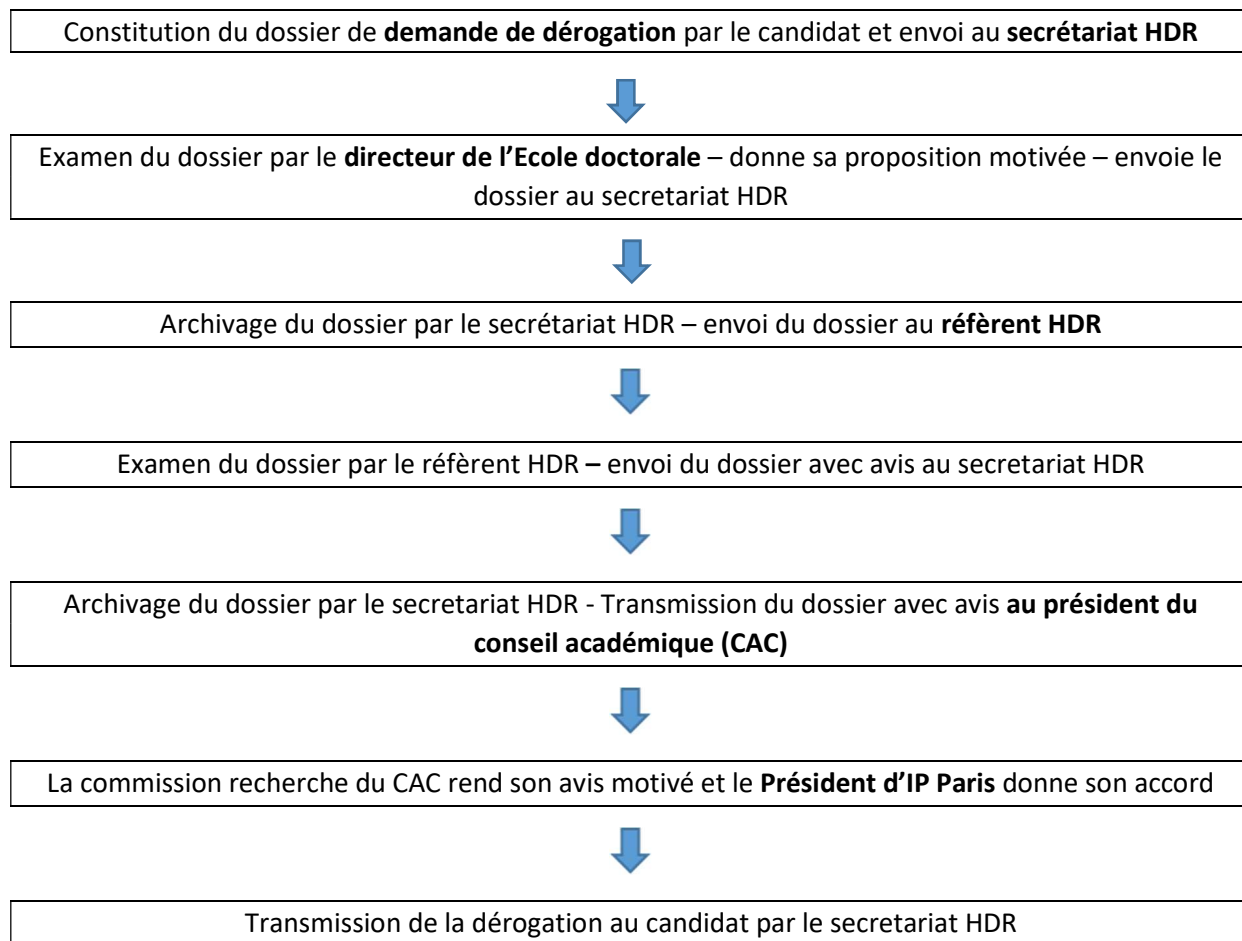 Constitution du dossier de demande de dérogation par le candidat et envoi au secrétariat HDR
Examen du dossier par le directeur de l’Ecole doctorale – donne sa proposition motivée – envoie le
dossier au secretariat HDR
Archivage du dossier par le secrétariat HDR – envoi du dossier au réfèrent HDR
Examen du dossier par le réfèrent HDR – envoi du dossier avec avis au secretariat HDR
Archivage du dossier par le secretariat HDR - Transmission du dossier avec avis au président du
conseil académique (CAC)
La commission recherche du CAC rend son avis motivé et le Président d’IP Paris donne son accord
Transmission de la dérogation au candidat par le secretariat HDR